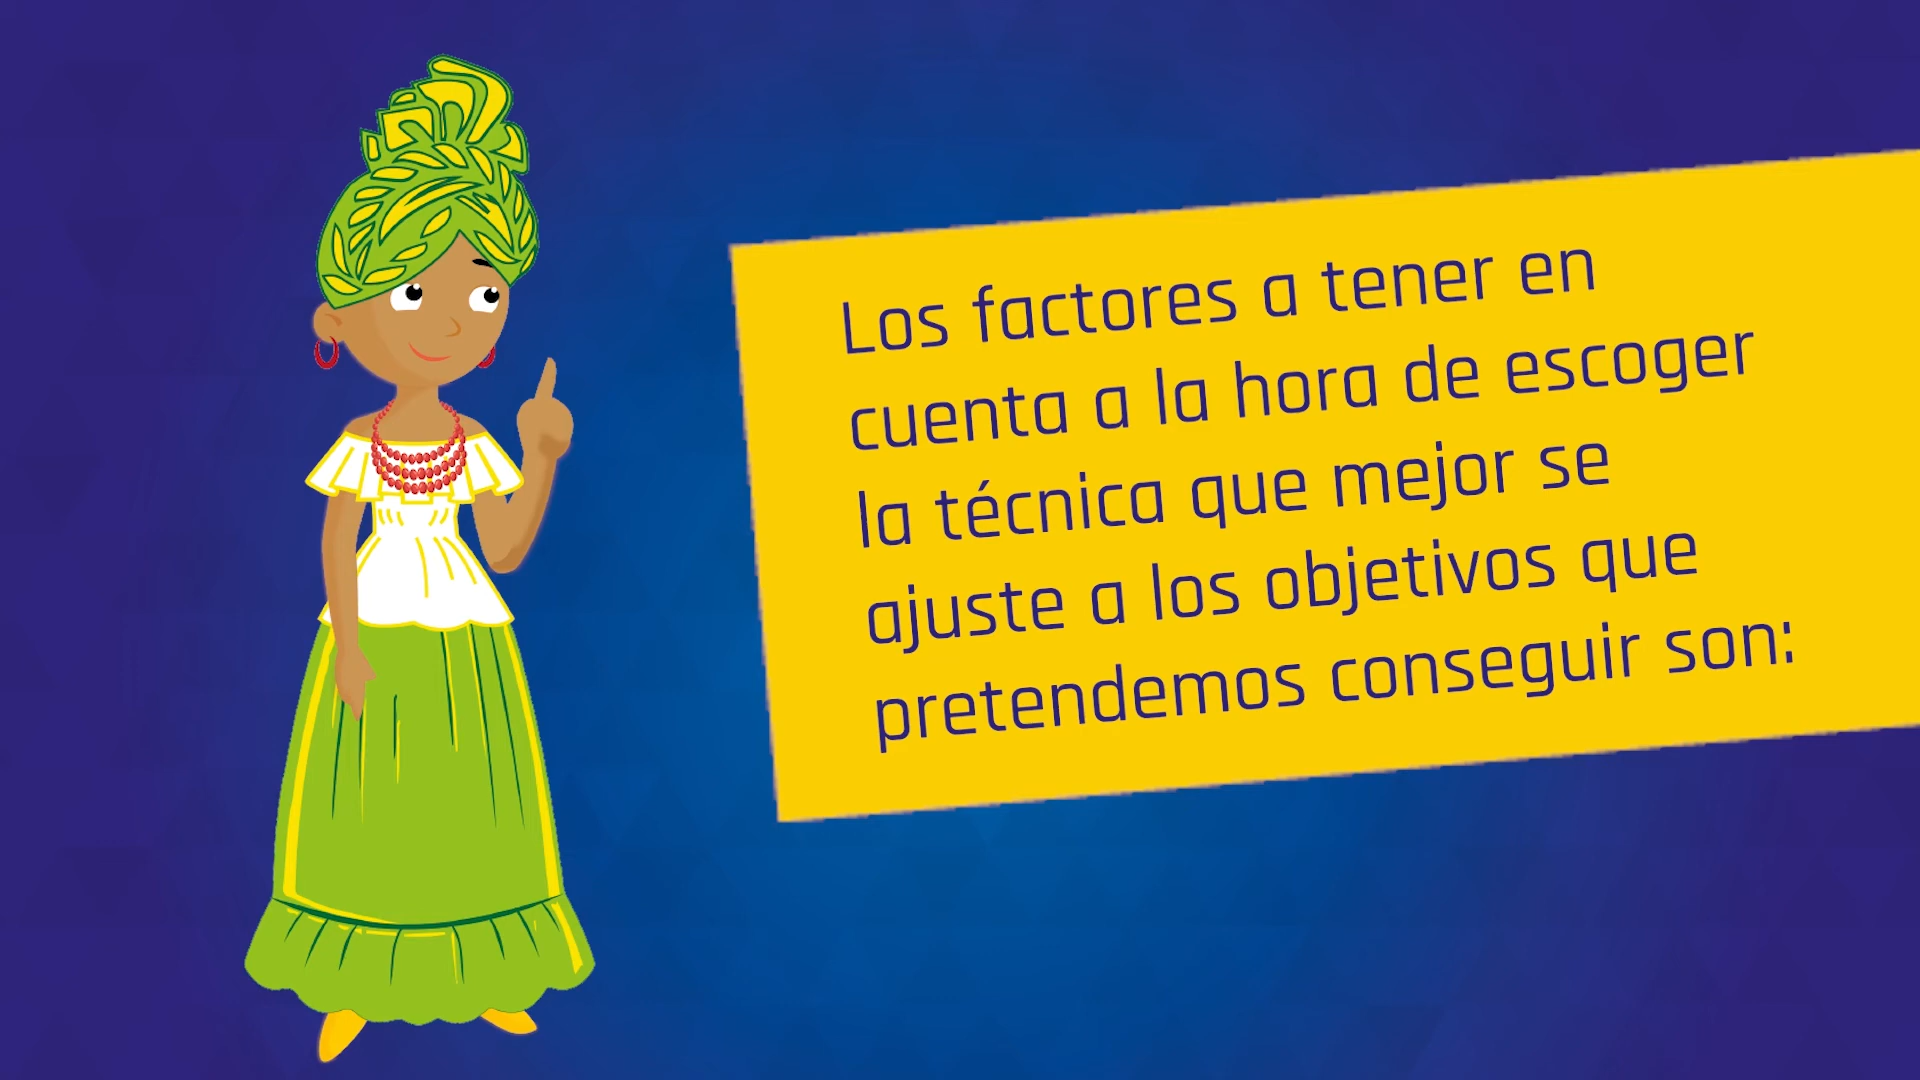 Los factores a tener en
cuenta a la hora de escoger
la técnica que mejor se
ajuste a los objetivos que
pretendemos conseguir son: